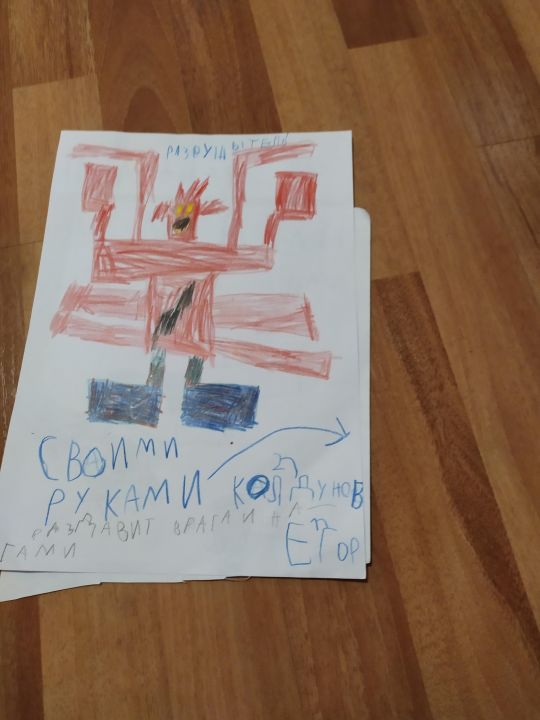 РАЗРУШЫТЕЛЬ
СВОИМИ
РУКАМИ КОЛДУНОВ
РАЗДАВИТ ВРАГА И НА
ГАМИ
ЕГОР